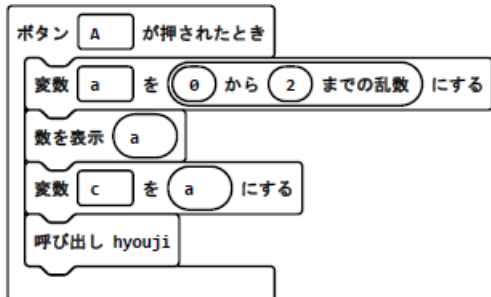 ボタン A が押されたとき
変数 a を 0 から 2 までの乱数 にする
数を表示 a
変数 c を a にする
呼び出し hyouji